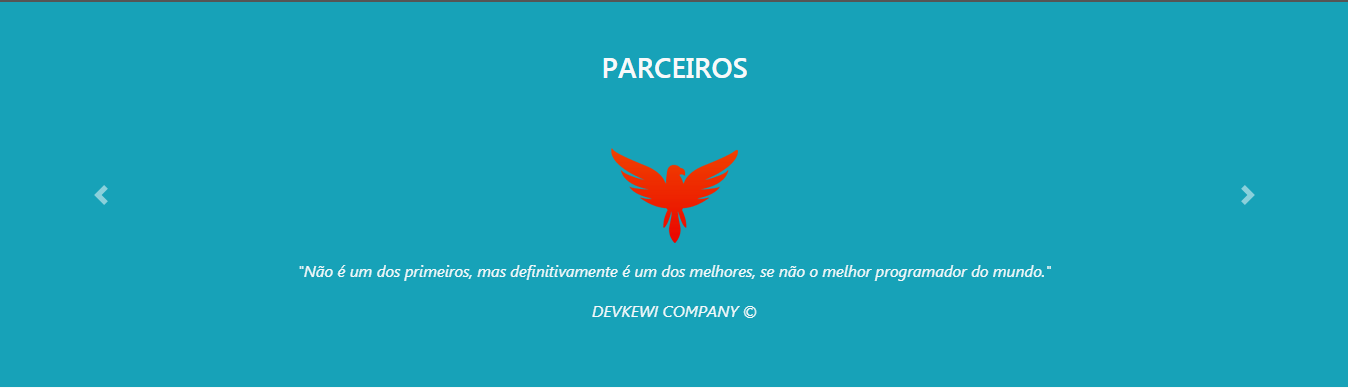 PARCEIROS
"Não é um dos primeiros, mas definitivamente é um dos melhores, se não o melhor programador do mundo."
DEVKEWI COMPANY ©